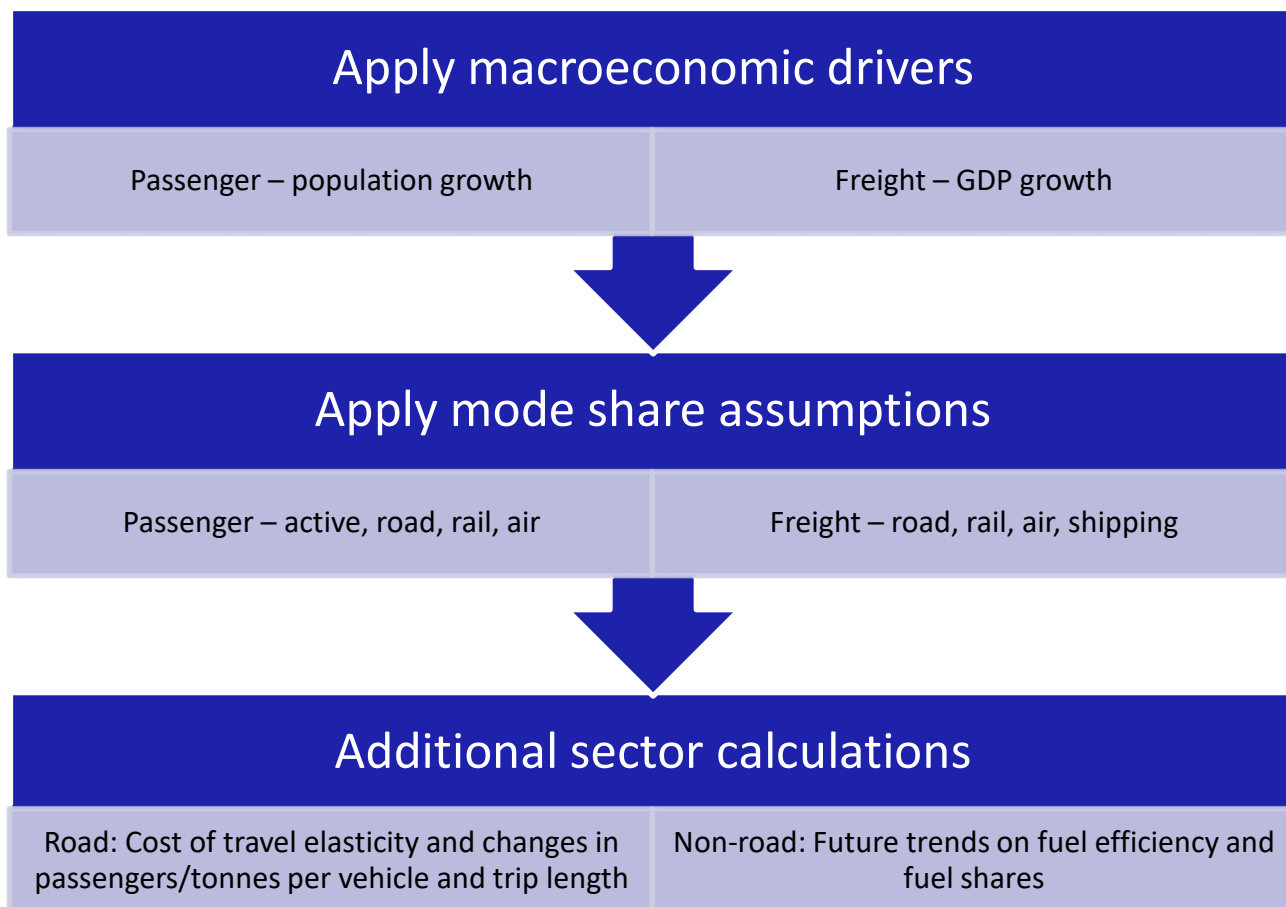 Apply macroeconomic drivers
Passenger – population growth
Freight – GDP growth
Apply mode share assumptions
Passenger – active, road, rail, air
Freight – road, rail, air, shipping
Additional sector calculations
Road: Cost of travel elasticity and changes in
passengers/tonnes per vehicle and trip length
Non-road: Future trends on fuel efficiency and
fuel shares